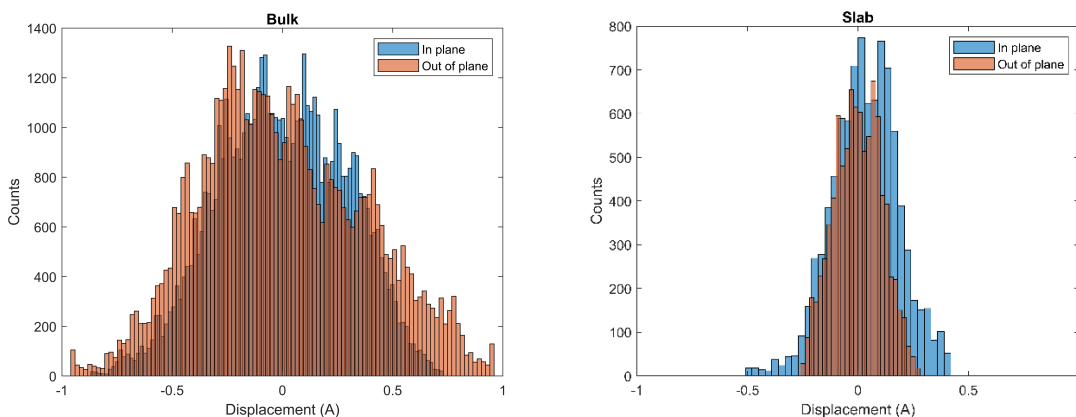 Bulk
1400
1200
1000
800
600
400
200
0
Counts
-1
-0.5
0
0.5
1
Displacement (A)
In plane
Out of plane
Slab
800
700
600
500
400
300
200
100
0
Counts
-1
-0.5
0
0.5
Displacement (A)
In plane
Out of plane